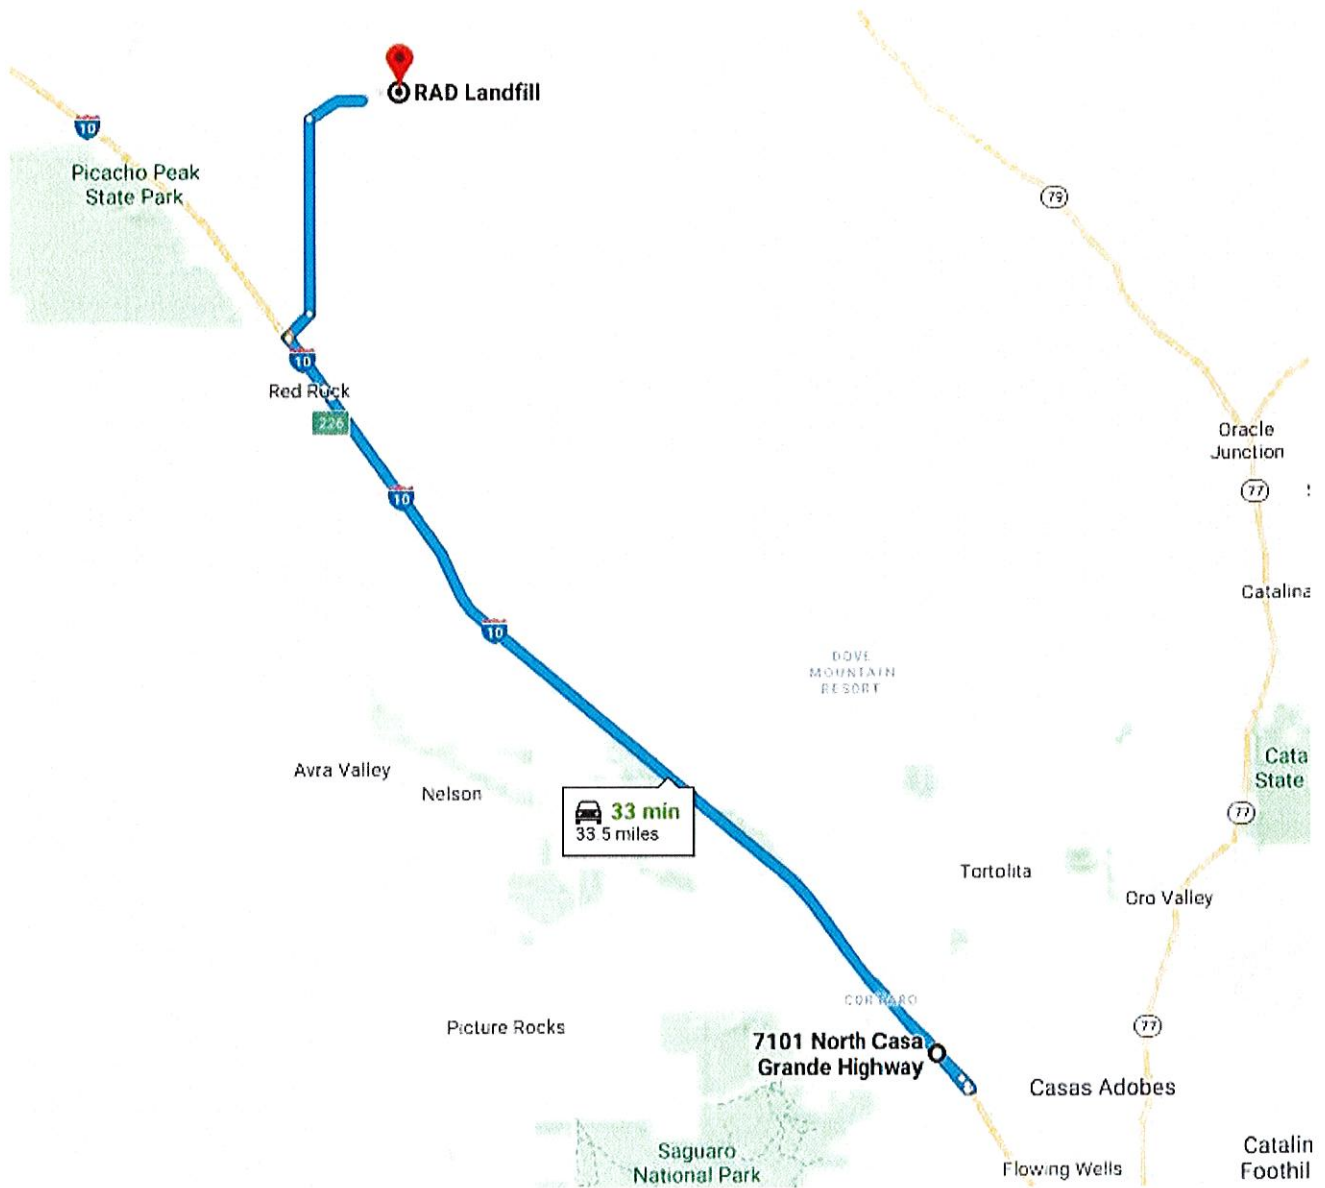 RAD Landfill
10
Picacho Peak
State Park
79
10
Red Rock
226
Oracle
Junction
77
10
Catalina
10
DOVE
MOUNTAIN
RESORT
Cata
State
Avra Valley
Nelson
33 min
33.5 miles
77
Tortolita
Oro Valley
CORTARO
Picture Rocks
77
7101 North Casa
Grande Highway
Casas Adobes
Saguaro
National Park
Flowing Wells
Catalin
Foothil